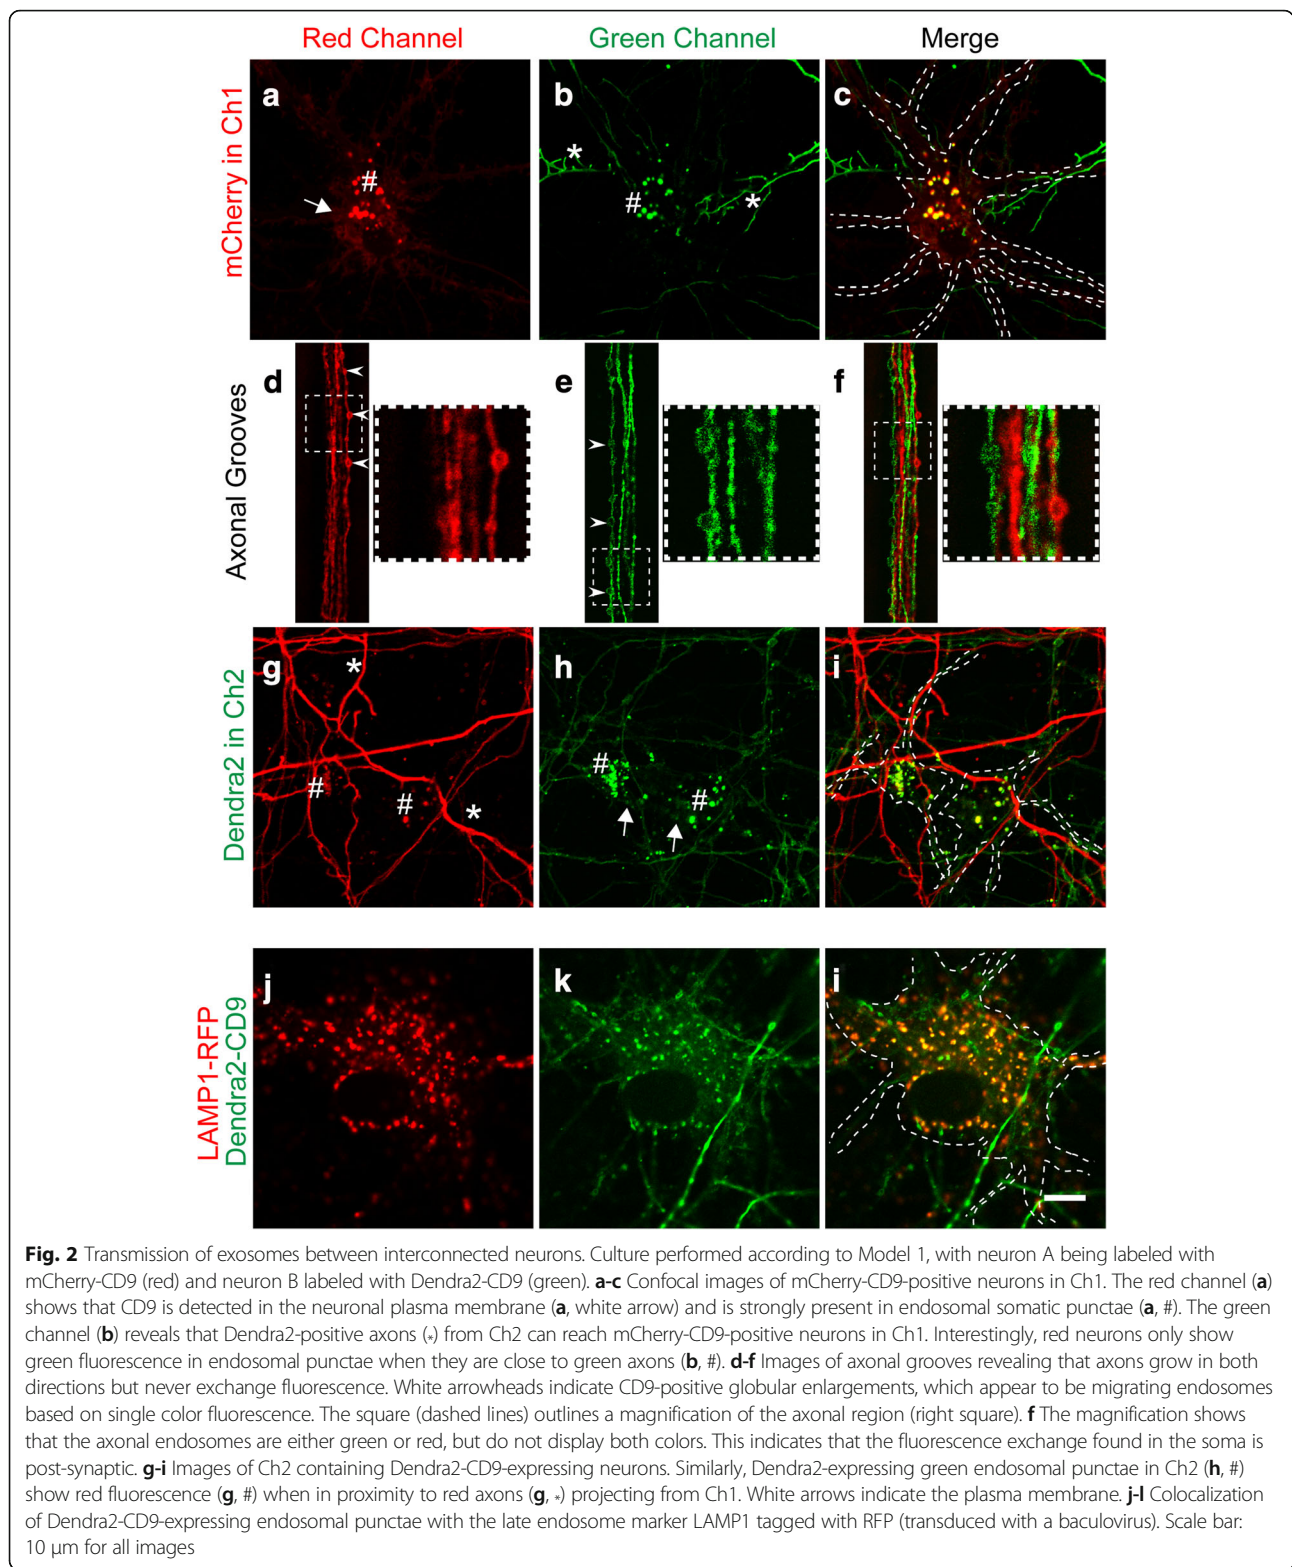 Red Channel Green Channel Merge
mCherry in Ch1
a b c
# * # *
Axonal Grooves
d e f
Dendra2 in Ch2
g h i
* # # * # #
LAMP1-RFP
Dendra2-CD9
j k i
Fig. 2 Transmission of exosomes between interconnected neurons. Culture performed according to Model 1, with neuron A being labeled with
mCherry-CD9 (red) and neuron B labeled with Dendra2-CD9 (green). a-c Confocal images of mCherry-CD9-positive neurons in Ch1. The red channel (a)
shows that CD9 is detected in the neuronal plasma membrane (a, white arrow) and is strongly present in endosomal somatic punctae (a, #). The green
channel (b) reveals that Dendra2-positive axons (*) from Ch2 can reach mCherry-CD9-positive neurons in Ch1. Interestingly, red neurons only show
green fluorescence in endosomal punctae when they are close to green axons (b, #). d-f Images of axonal grooves revealing that axons grow in both
directions but never exchange fluorescence. White arrowheads indicate CD9-positive globular enlargements, which appear to be migrating endosomes
based on single color fluorescence. The square (dashed lines) outlines a magnification of the axonal region (right square). f The magnification shows
that the axonal endosomes are either green or red, but do not display both colors. This indicates that the fluorescence exchange found in the soma is
post-synaptic. g-i Images of Ch2 containing Dendra2-CD9-expressing neurons. Similarly, Dendra2-expressing green endosomal punctae in Ch2 (h, #)
show red fluorescence (g, #) when in proximity to red axons (g, *) projecting from Ch1. White arrows indicate the plasma membrane. j-l Colocalization
of Dendra2-CD9-expressing endosomal punctae with the late endosome marker LAMP1 tagged with RFP (transduced with a baculovirus). Scale bar:
10 μm for all images